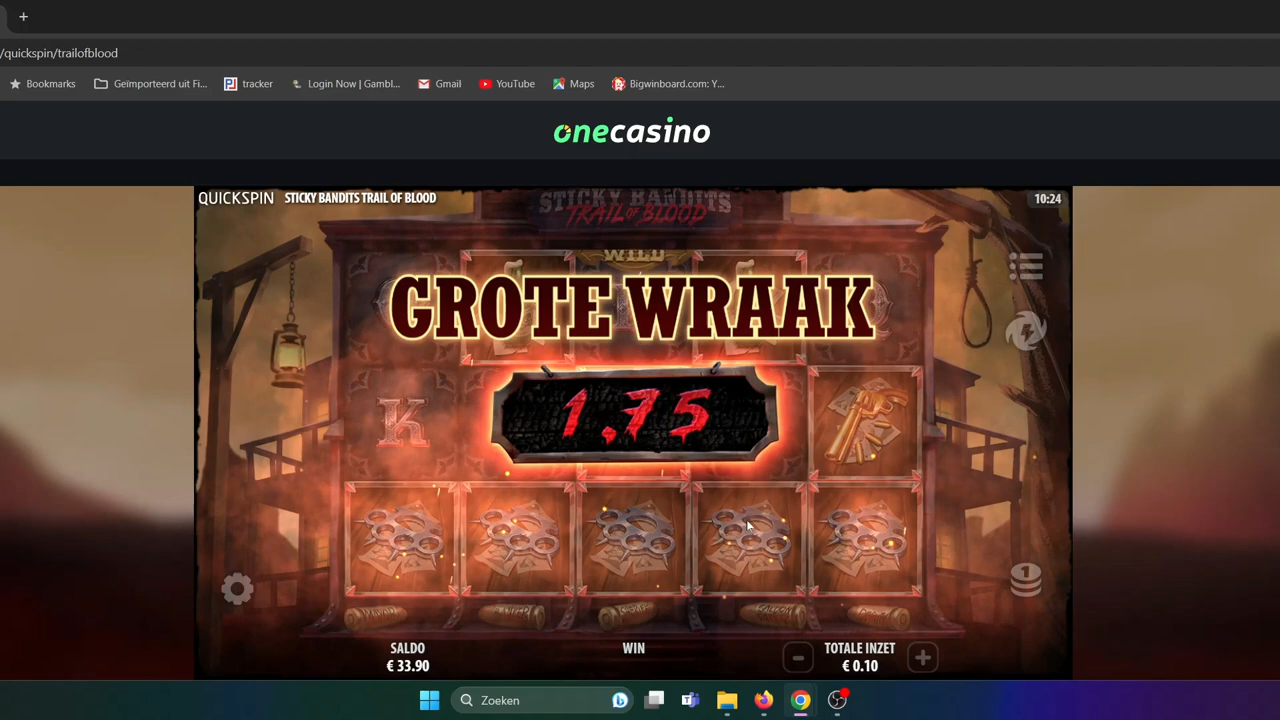 /quickspin/trailofblood
Bookmarks
Geïmporteerd uit Fi...
tracker
Login Now | Gambl...
Gmail
YouTube
Maps
Bigwinboard.com: Y...
onecasino
QUICKSPIN STICKY BANDITS TRAIL OF BLOOD
10:24
STICKY BANDITS
TRAIL OF BLOOD
WILD
GROTE WRAAK
1.75
K
1
SALDO
€ 33.90
WIN
TOTALE INZET
€ 0.10
Zoeken